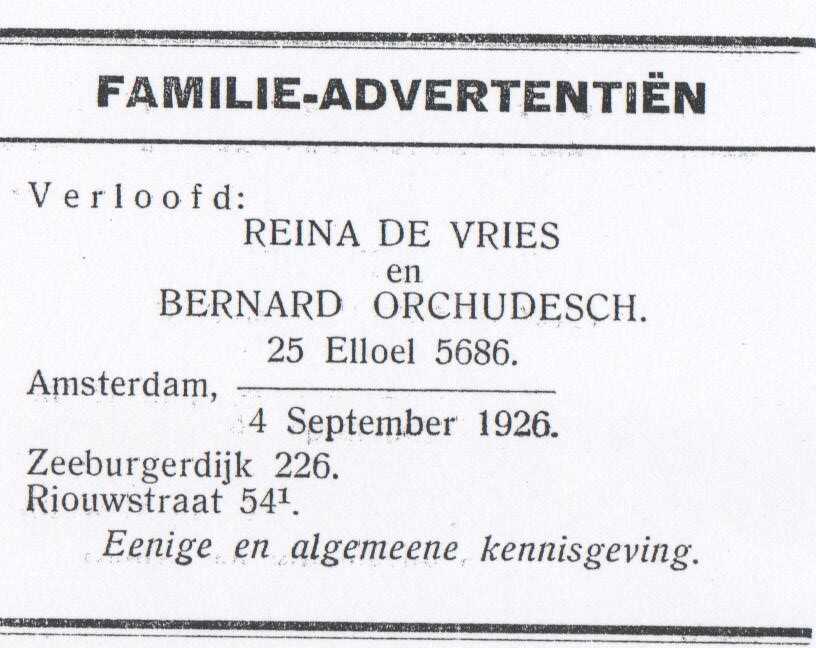 FAMILIE-ADVERTENTIËN
Verloofd:
REINA DE VRIES
en
BERNARD ORCHUDESCH.
25 Elloel 5686.
Amsterdam,
4 September 1926.
Zeeburgerdijk 226.
Riouwstraat 54¹.
Eenige en algemeene kennisgeving.